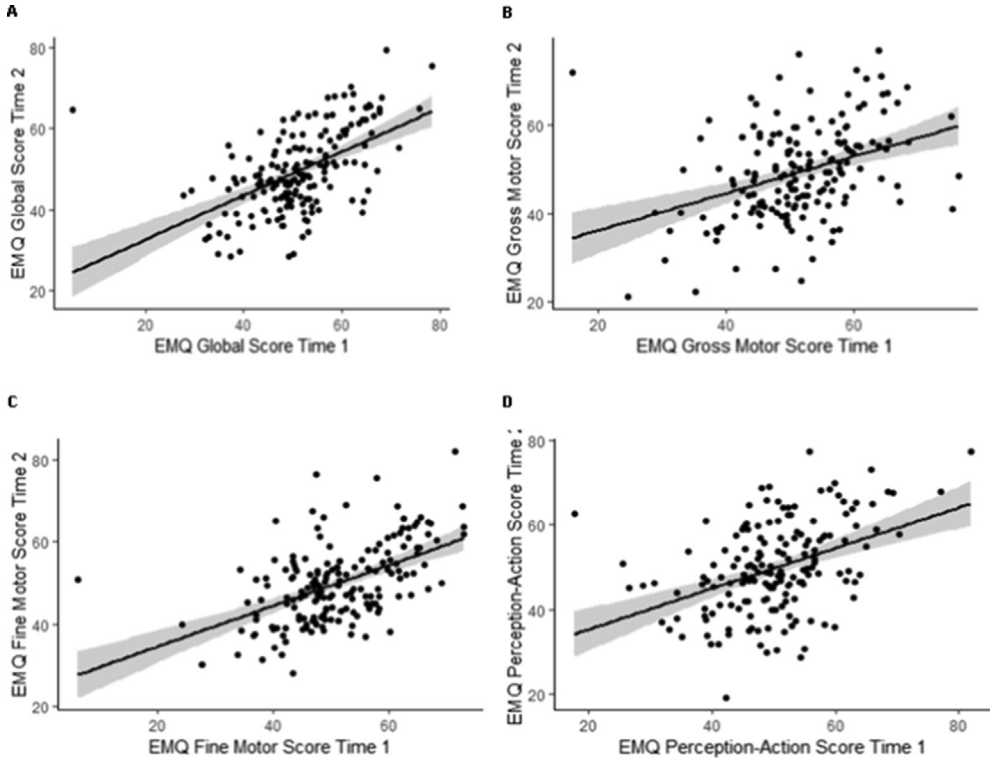 A
EMQ Global Score Time 2
80
60
40
20
20 40 60 80
EMQ Global Score Time 1
B
EMQ Gross Motor Score Time 2
60
40
20
20 40 60
EMQ Gross Motor Score Time 1
C
EMQ Fine Motor Score Time 2
80
60
40
20
20 40 60
EMQ Fine Motor Score Time 1
D
EMQ Perception-Action Score Time
80
60
40
20
20 40 60 80
EMQ Perception-Action Score Time 1